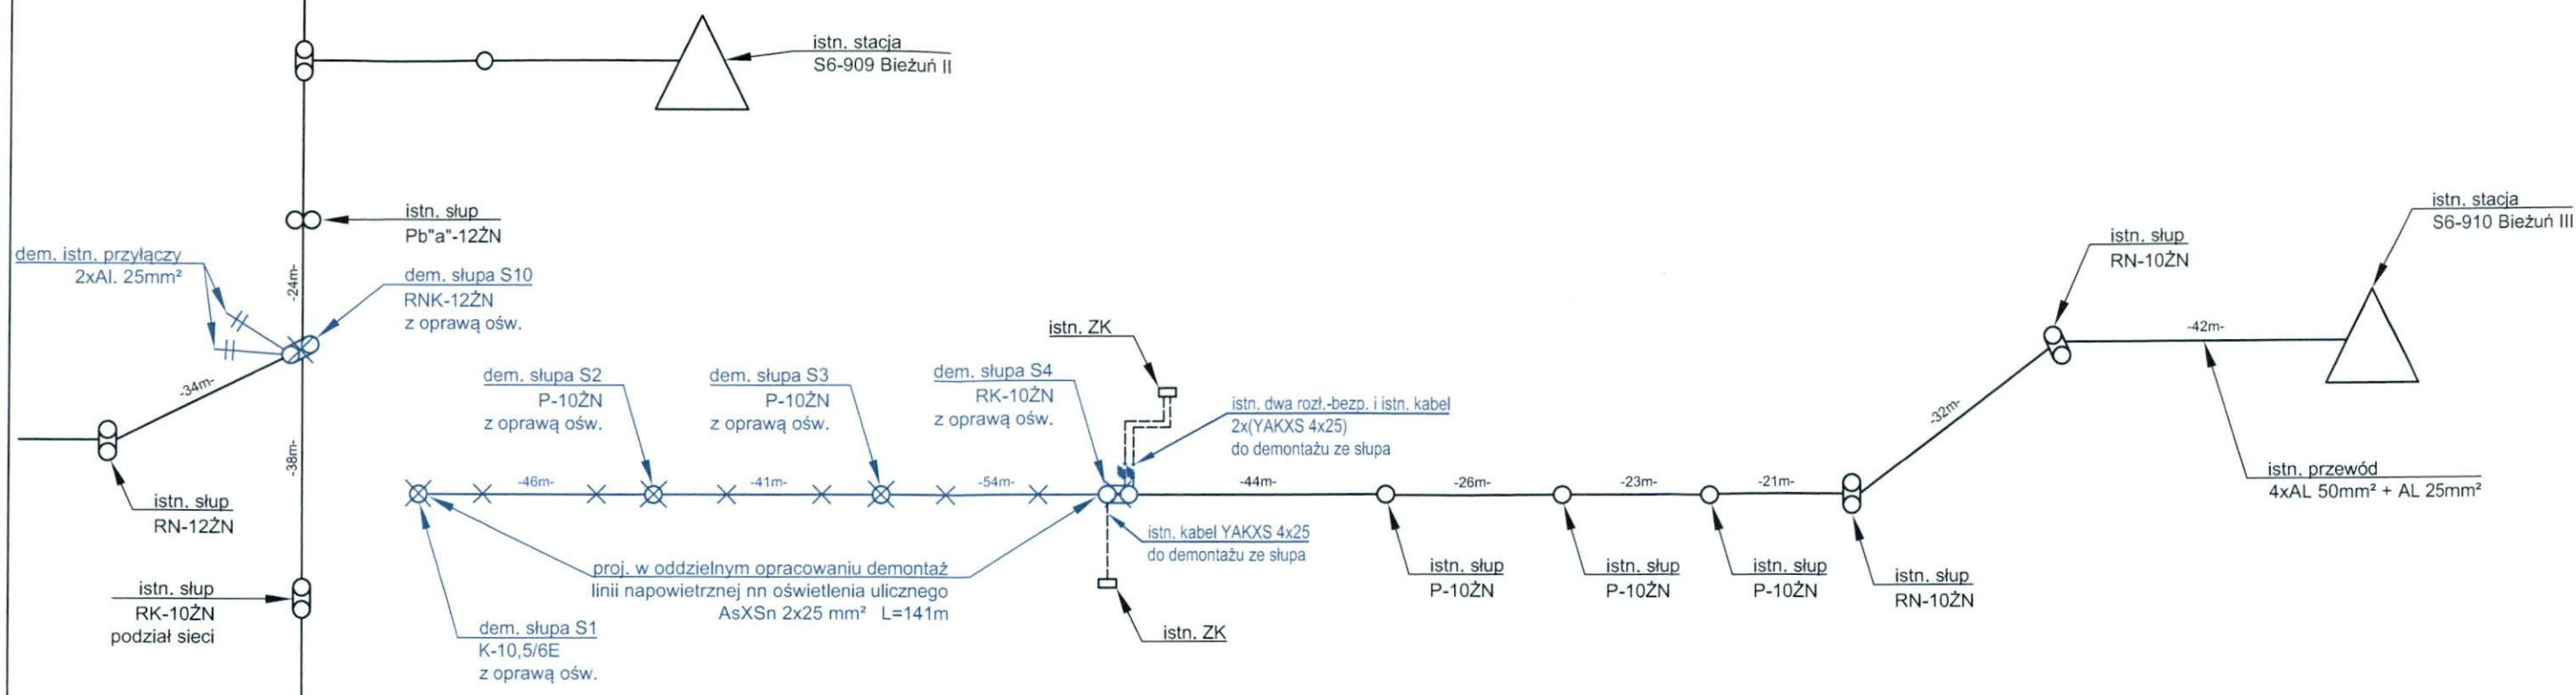 istn. stacja
S6-909 Bieżuń II
istn. słup
Pb"a"-12ŻN
dem. istn. przyłączy
2xAl. 25mm²
-24m-
dem. słupa S10
RNK-12ŻN
z oprawą ośw.
-34m-
-38m-
istn. słup
RN-12ŻN
istn. słup
RK-10ŻN
podział sieci
dem. słupa S2
P-10ŻN
z oprawą ośw.
dem. słupa S3
P-10ŻN
z oprawą ośw.
dem. słupa S4
RK-10ŻN
z oprawą ośw.
istn. ZK
istn. dwa rozł.-bezp. i istn. kabel
2x(YAKXS 4x25)
do demontażu ze słupa
-46m-
-41m-
-54m-
-44m-
-26m-
-23m-
-21m-
-32m-
-42m-
istn. słup
RN-10ŻN
istn. stacja
S6-910 Bieżuń III
istn. przewód
4xAL 50mm² + AL 25mm²
istn. kabel YAKXS 4x25
do demontażu ze słupa
proj. w oddzielnym opracowaniu demontaż
linii napowietrznej nn oświetlenia ulicznego
AsXSn 2x25 mm² L=141m
dem. słupa S1
K-10,5/6E
z oprawą ośw.
istn. ZK
istn. słup
P-10ŻN
istn. słup
P-10ŻN
istn. słup
P-10ŻN
istn. słup
RN-10ŻN